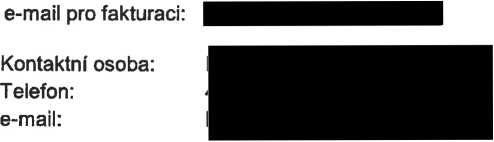 e-mail pro fakturaci:
Kontaktní osoba:
Telefon:
e-mail: